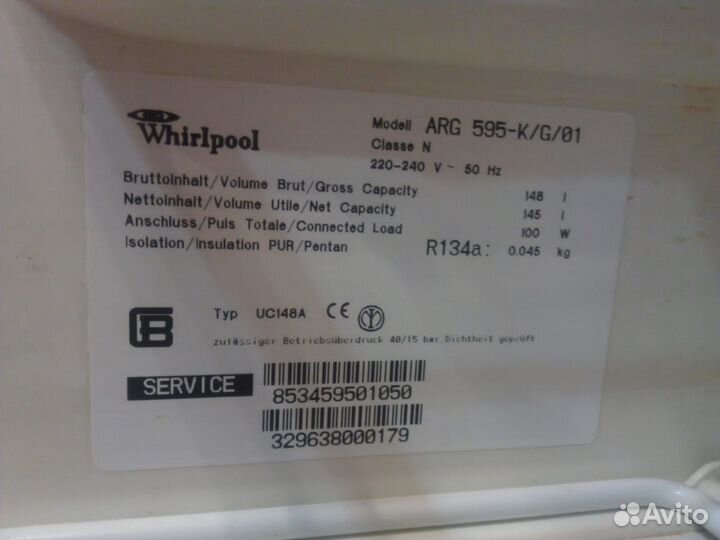 Whirlpool
Modell ARG 595-K/G/01
Classe N
220-240 V ~ 50 Hz
Bruttoinhalt/Volume Brut/Gross Capacity 148 l
Nettoinhalt/Volume Utile/Net Capacity 145 l
Anschluss/Puis Totale/Connected Load 100 W
Isolation/Insulation PUR/Pentan R134a: 0.045 kg
Typ UC148A CE
zulässiger Betriebsüberdruck 40/15 bar.Dichtheit geprüft
SERVICE
853459501050
329638000179
Avito